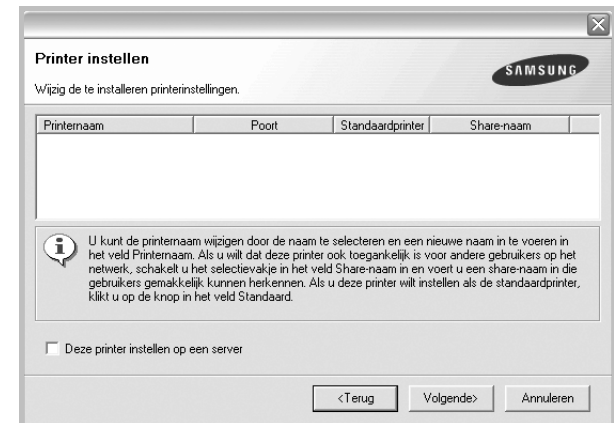 Printer instellen
Wijzig de te installeren printerinstellingen.
SAMSUNG
Printernaam Poort Standaardprinter Share-naam
U kunt de printernaam wijzigen door de naam te selecteren en een nieuwe naam in te voeren in
het veld Printernaam. Als u wilt dat deze printer ook toegankelijk is voor andere gebruikers op het
netwerk, schakelt u het selectievakje in het veld Share-naam in en voert u een share-naam in die
gebruikers gemakkelijk kunnen herkennen. Als u deze printer wilt instellen als de standaardprinter,
klikt u op de knop in het veld Standaard.
Deze printer instellen op een server
<Terug Volgende> Annuleren